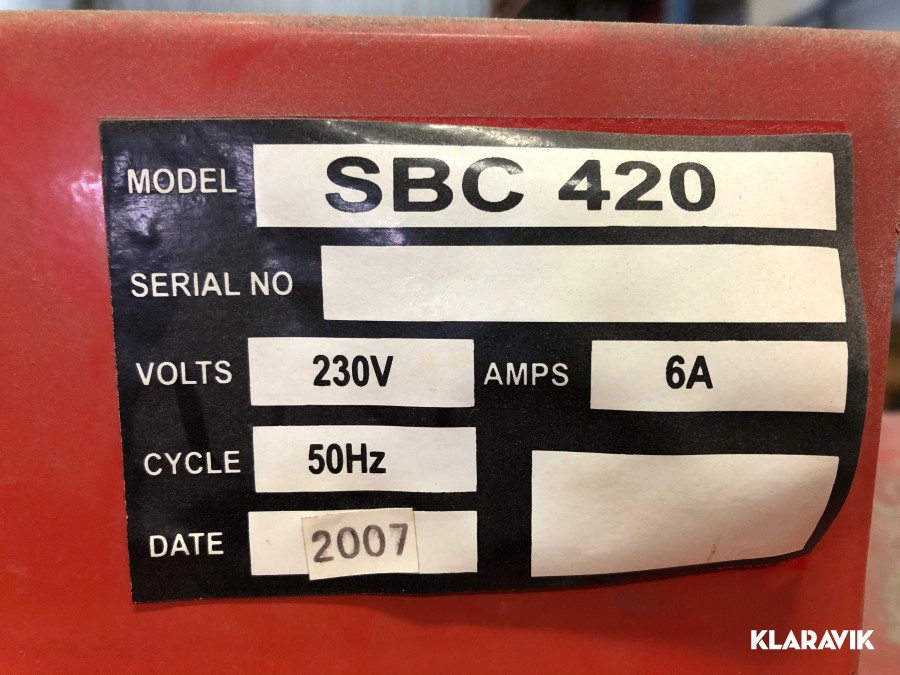 MODEL SBC 420
SERIAL NO
VOLTS 230V AMPS 6A
CYCLE 50Hz
DATE 2007
KLARAVIK